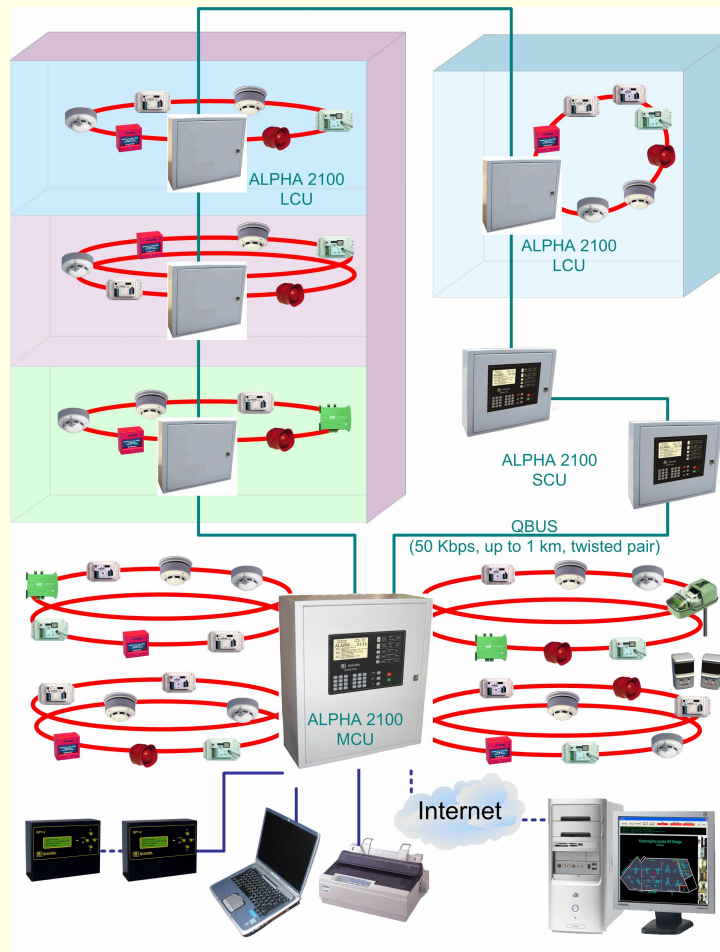 ALPHA 2100
LCU
ALPHA 2100
LCU
ALPHA 2100
SCU
QBUS
(50 Kbps, up to 1 km, twisted pair)
ALPHA 2100
MCU
Internet